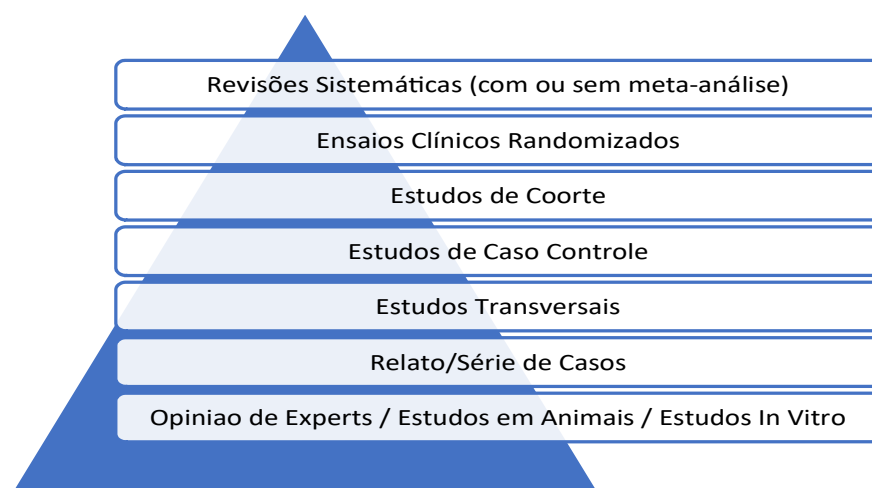 Revisões Sistemáticas (com ou sem meta-análise)
Ensaios Clínicos Randomizados
Estudos de Coorte
Estudos de Caso Controle
Estudos Transversais
Relato/Série de Casos
Opiniao de Experts / Estudos em Animais / Estudos In Vitro